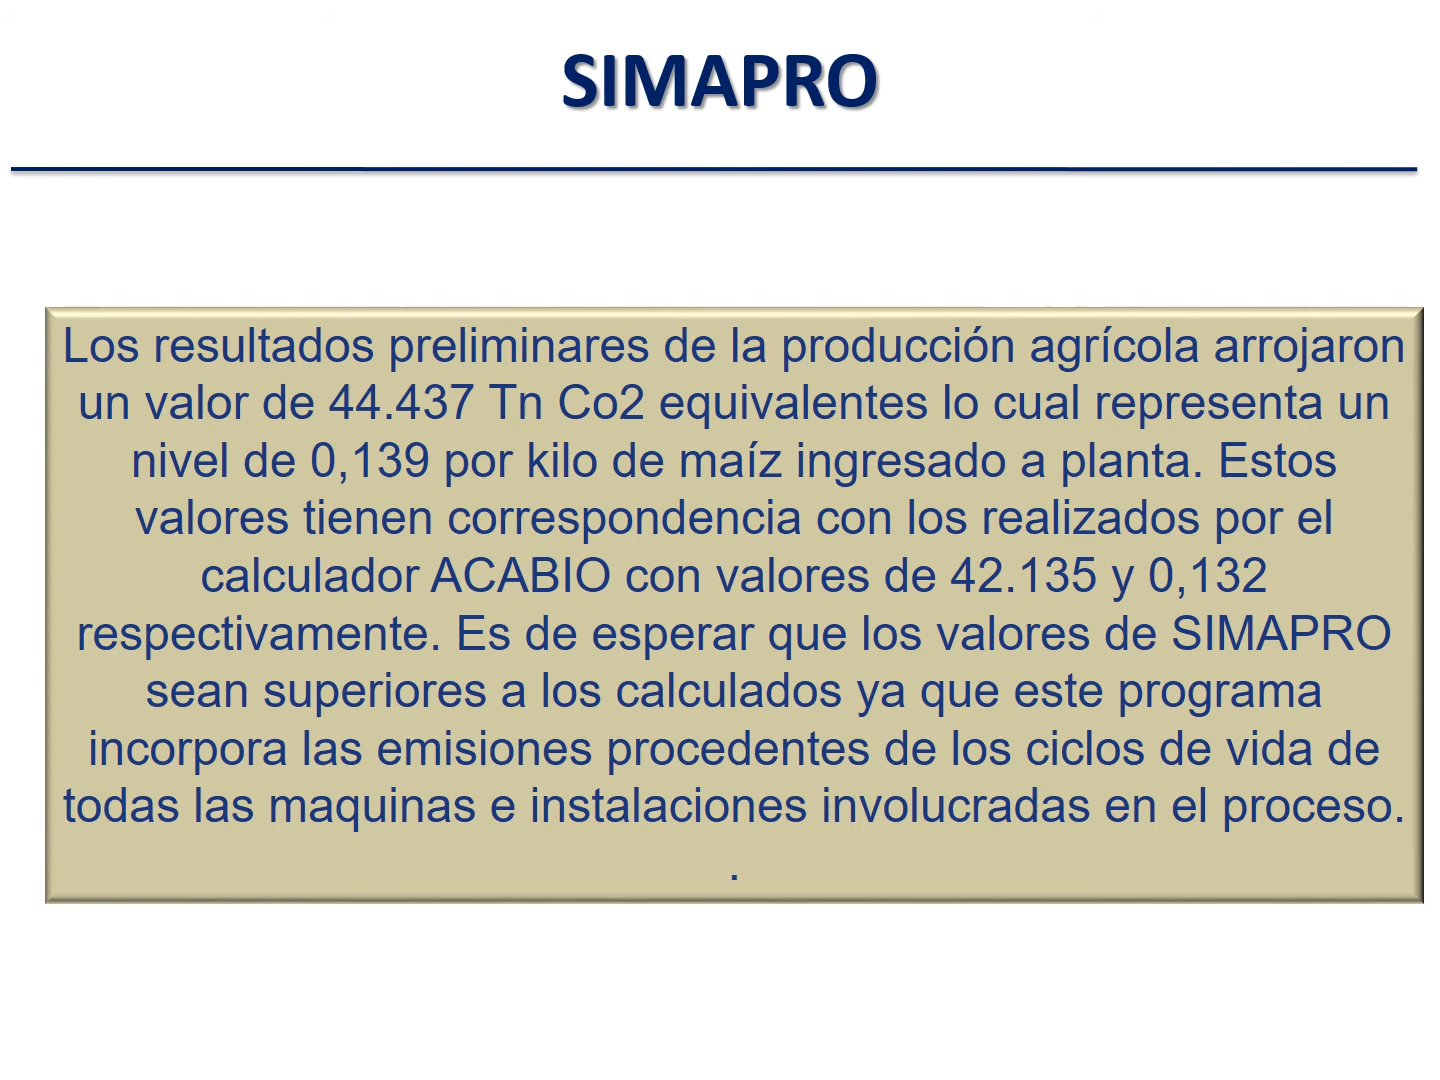 SIMAPRO
Los resultados preliminares de la producción agrícola arrojaron
un valor de 44.437 Tn Co2 equivalentes lo cual representa un
nivel de 0,139 por kilo de maíz ingresado a planta. Estos
valores tienen correspondencia con los realizados por el
calculador ACABIO con valores de 42.135 y 0,132
respectivamente. Es de esperar que los valores de SIMAPRO
sean superiores a los calculados ya que este programa
incorpora las emisiones procedentes de los ciclos de vida de
todas las maquinas e instalaciones involucradas en el proceso.
.